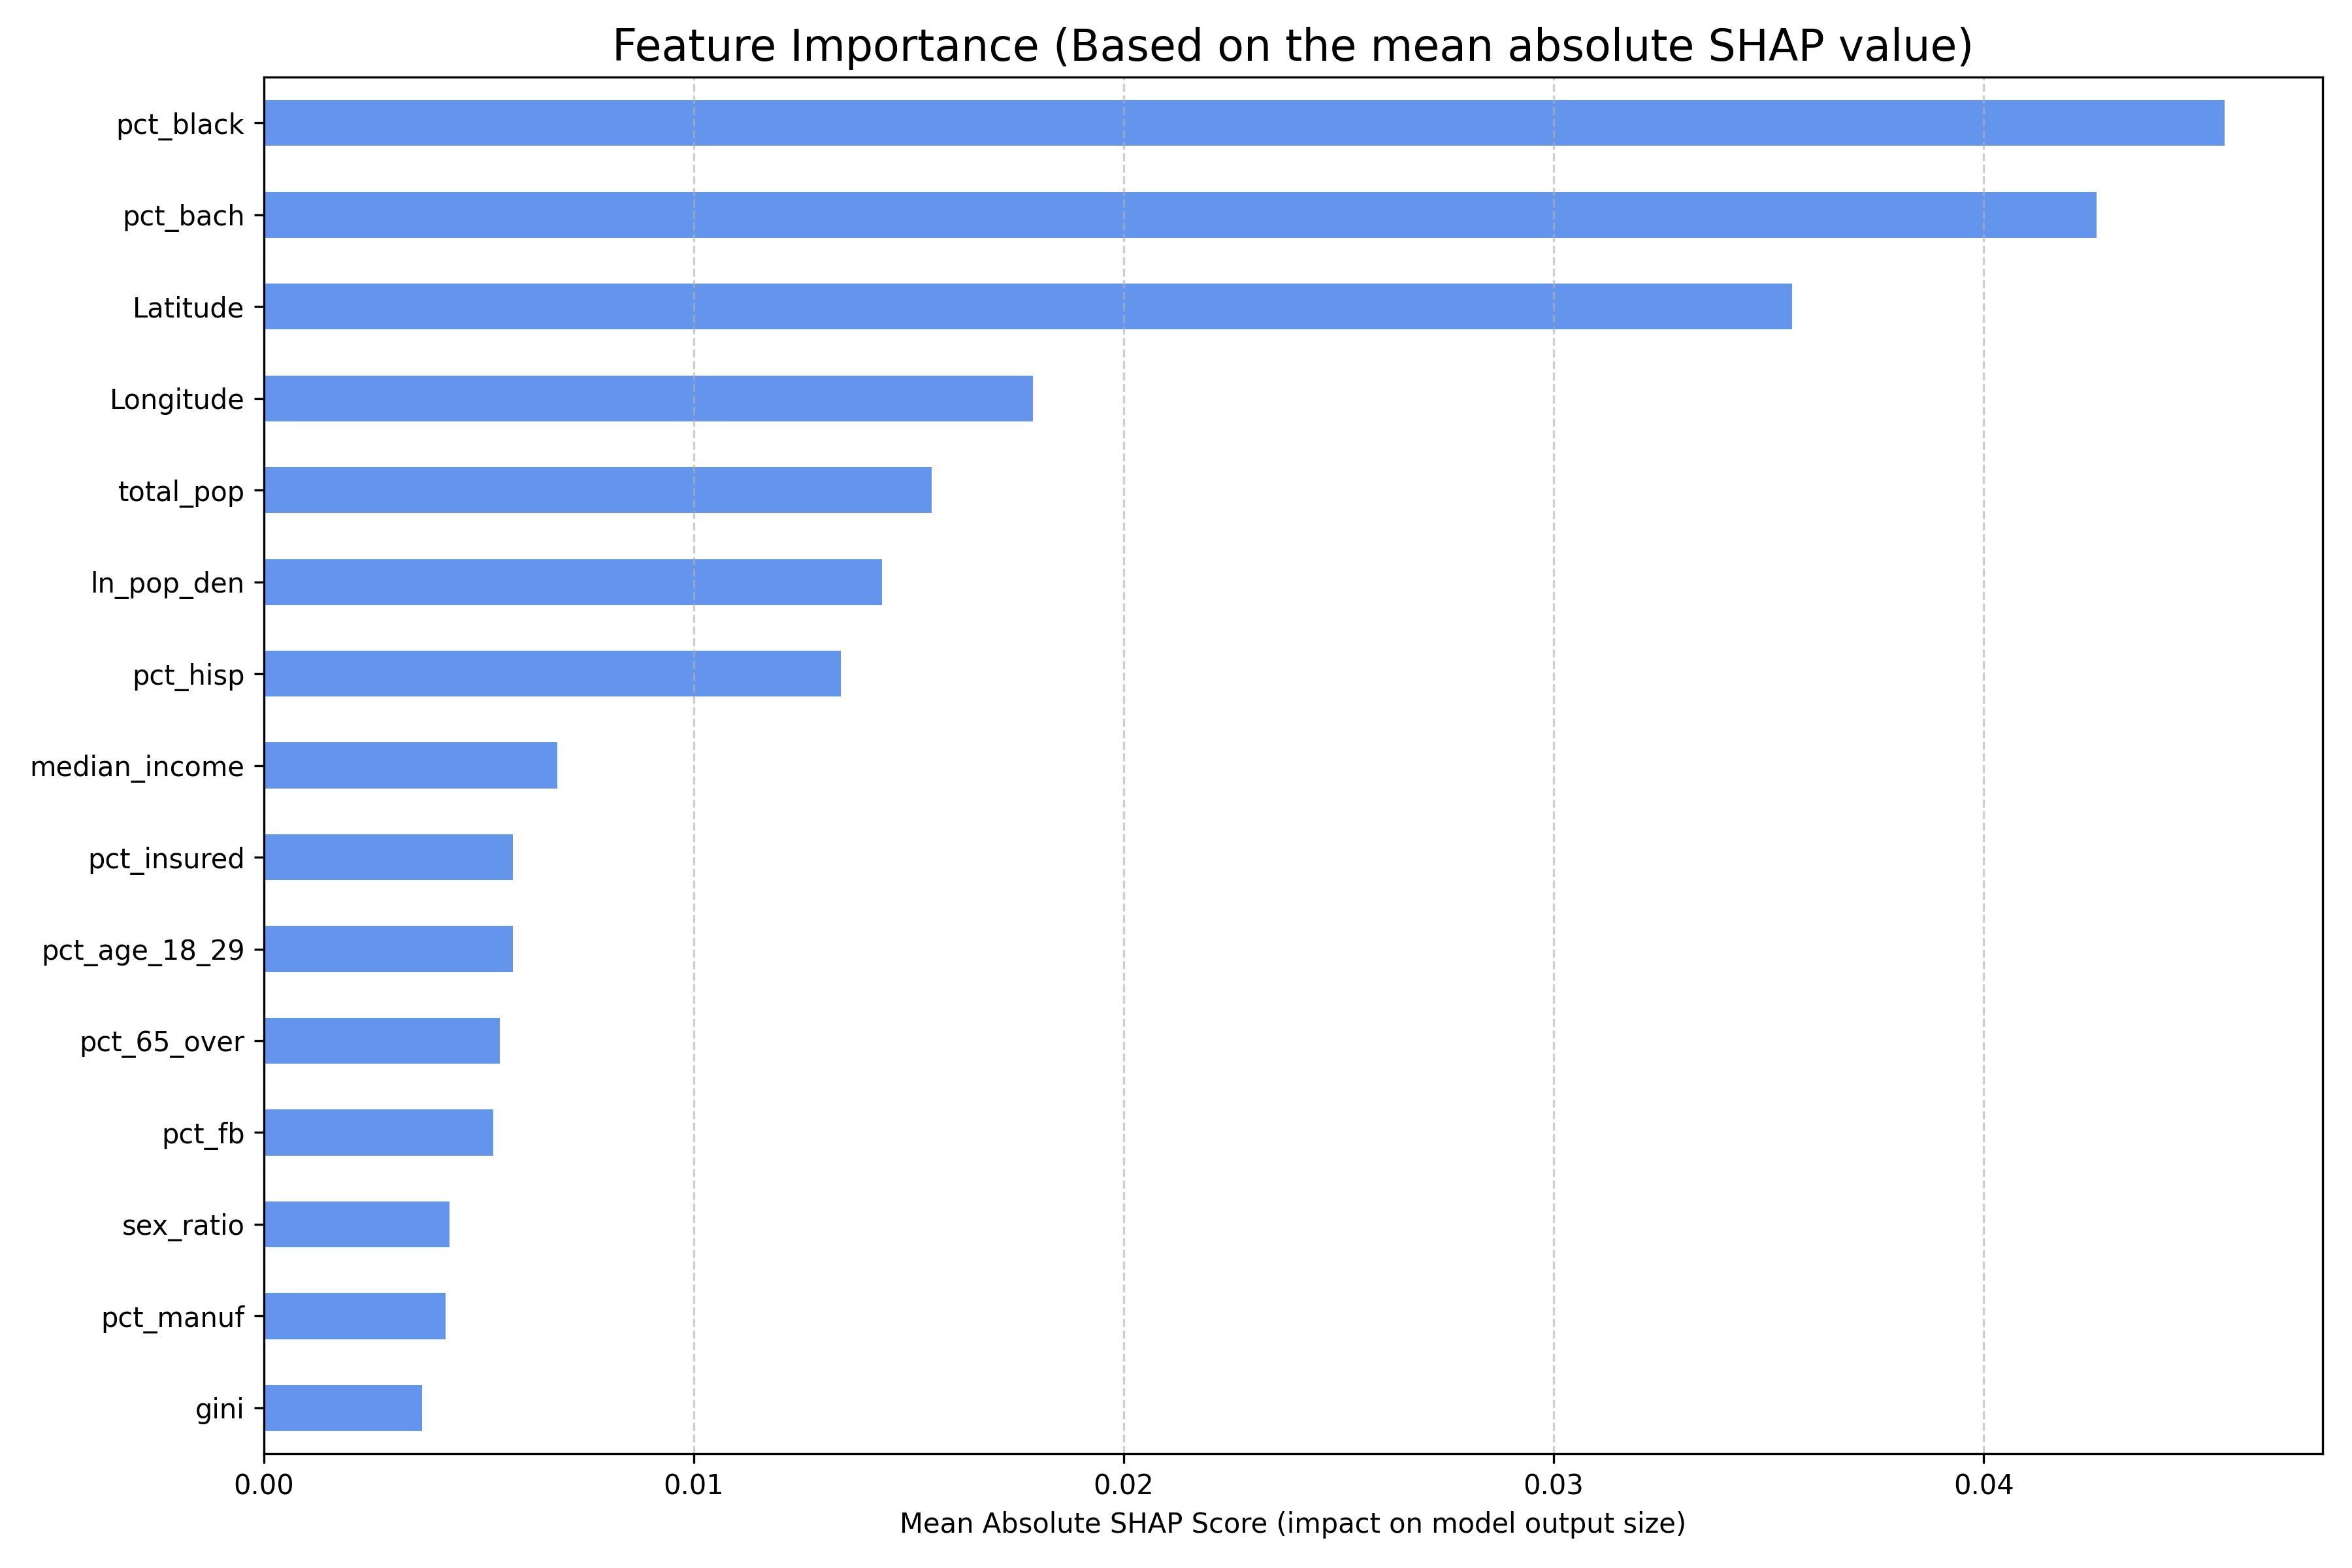 Feature Importance (Based on the mean absolute SHAP value)
pct_black
pct_bach
Latitude
Longitude
total_pop
ln_pop_den
pct_hisp
median_income
pct_insured
pct_age_18_29
pct_65_over
pct_fb
sex_ratio
pct_manuf
gini
0.00 0.01 0.02 0.03 0.04
Mean Absolute SHAP Score (impact on model output size)